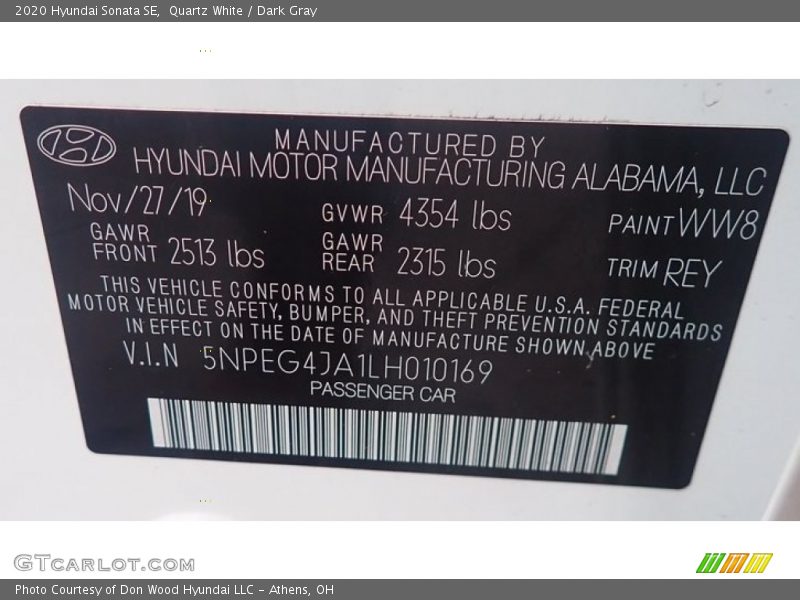 2020 Hyundai Sonata SE,  Quartz White / Dark Gray
MANUFACTURED BY
HYUNDAI MOTOR MANUFACTURING ALABAMA, LLC
Nov/27/19 GVWR 4354 lbs PAINT WW8
GAWR FRONT 2513 lbs GAWR REAR 2315 lbs TRIM REY
THIS VEHICLE CONFORMS TO ALL APPLICABLE U.S.A. FEDERAL
MOTOR VEHICLE SAFETY, BUMPER, AND THEFT PREVENTION STANDARDS
IN EFFECT ON THE DATE OF MANUFACTURE SHOWN ABOVE
V.I.N 5NPEG4JA1LH010169
PASSENGER CAR
GTcarlot.com
Photo Courtesy of Don Wood Hyundai LLC - Athens, OH